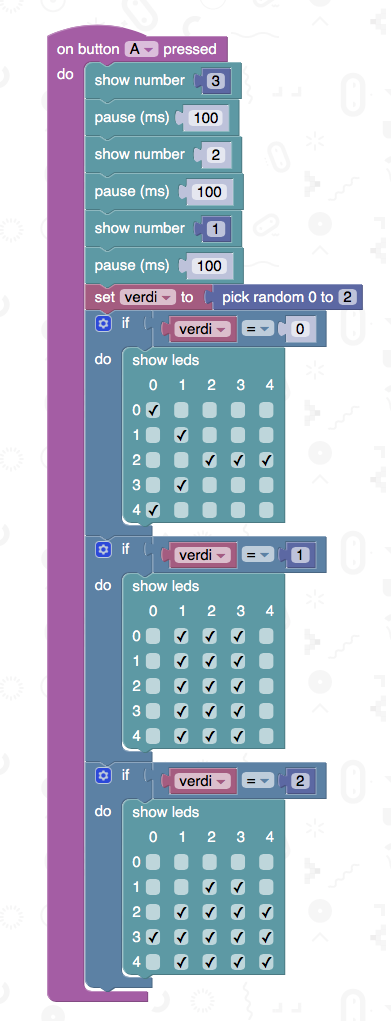 on button A pressed
do
show number 3
pause (ms) 100
show number 2
pause (ms) 100
show number 1
pause (ms) 100
set verdi to pick random 0 to 2
if verdi = 0
do show leds
0 1 2 3 4
0
1
2
3
4
if verdi = 1
do show leds
0 1 2 3 4
0
1
2
3
4
if verdi = 2
do show leds
0 1 2 3 4
0
1
2
3
4